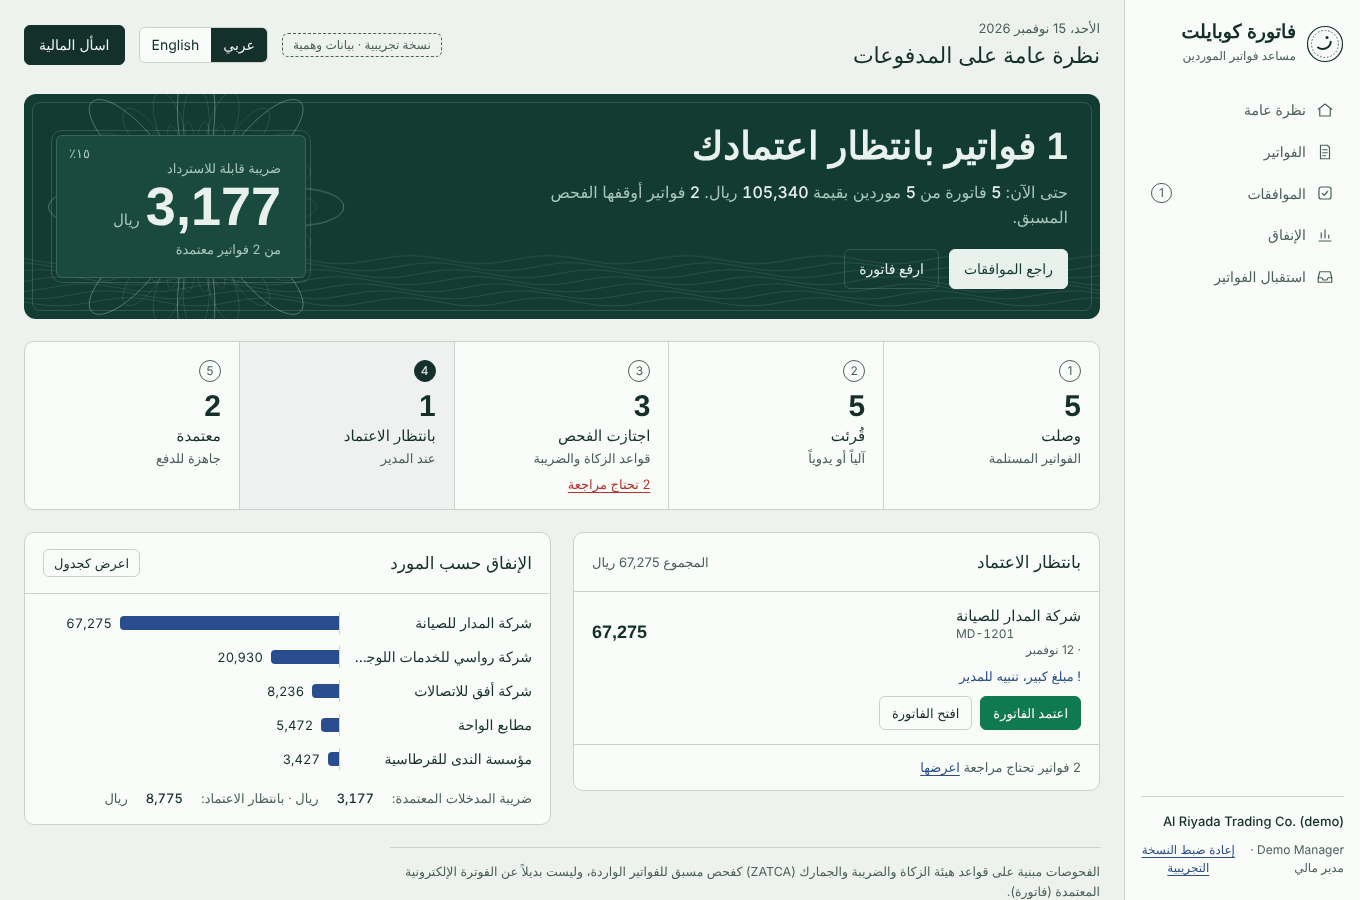 فاتورة كوبايلت
مساعد فواتير الموردين
نظرة عامة
الفواتير
الموافقات
1
الإنفاق
استقبال الفواتير
Al Riyada Trading Co. (demo)
Demo Manager ·
مدير مالي
إعادة ضبط النسخة
التجريبية
الأحد، 15 نوفمبر 2026
نظرة عامة على المدفوعات
نسخة تجريبية · بيانات وهمية
عربي
English
اسأل المالية
1 فواتير بانتظار اعتمادك
حتى الآن: 5 فاتورة من 5 موردين بقيمة 105,340 ريال. 2 فواتير أوقفها الفحص
المسبق.
راجع الموافقات
ارفع فاتورة
٪١٥
ضريبة قابلة للاسترداد
3,177 ريال
من 2 فواتير معتمدة
1
5
وصلت
الفواتير المستلمة
2
5
قُرئت
آلياً أو يدوياً
3
3
اجتازت الفحص
قواعد الزكاة والضريبة
2 تحتاج مراجعة
4
1
بانتظار الاعتماد
عند المدير
5
2
معتمدة
جاهزة للدفع
بانتظار الاعتماد
المجموع 67,275 ريال
شركة المدار للصيانة
MD-1201
· 12 نوفمبر
67,275
! مبلغ كبير، تنبيه للمدير
اعتمد الفاتورة
افتح الفاتورة
2 فواتير تحتاج مراجعة اعرضها
الإنفاق حسب المورد
اعرض كجدول
شركة المدار للصيانة 67,275
شركة رواسي للخدمات اللوجـ... 20,930
شركة أفق للاتصالات 8,236
مطابع الواحة 5,472
مؤسسة الندى للقرطاسية 3,427
ضريبة المدخلات المعتمدة: 3,177 ريال · بانتظار الاعتماد: 8,775 ريال
الفحوصات مبنية على قواعد هيئة الزكاة والضريبة والجمارك (ZATCA) كفحص مسبق للفواتير الواردة، وليست بديلاً عن الفوترة الإلكترونية
المعتمدة (فاتورة).